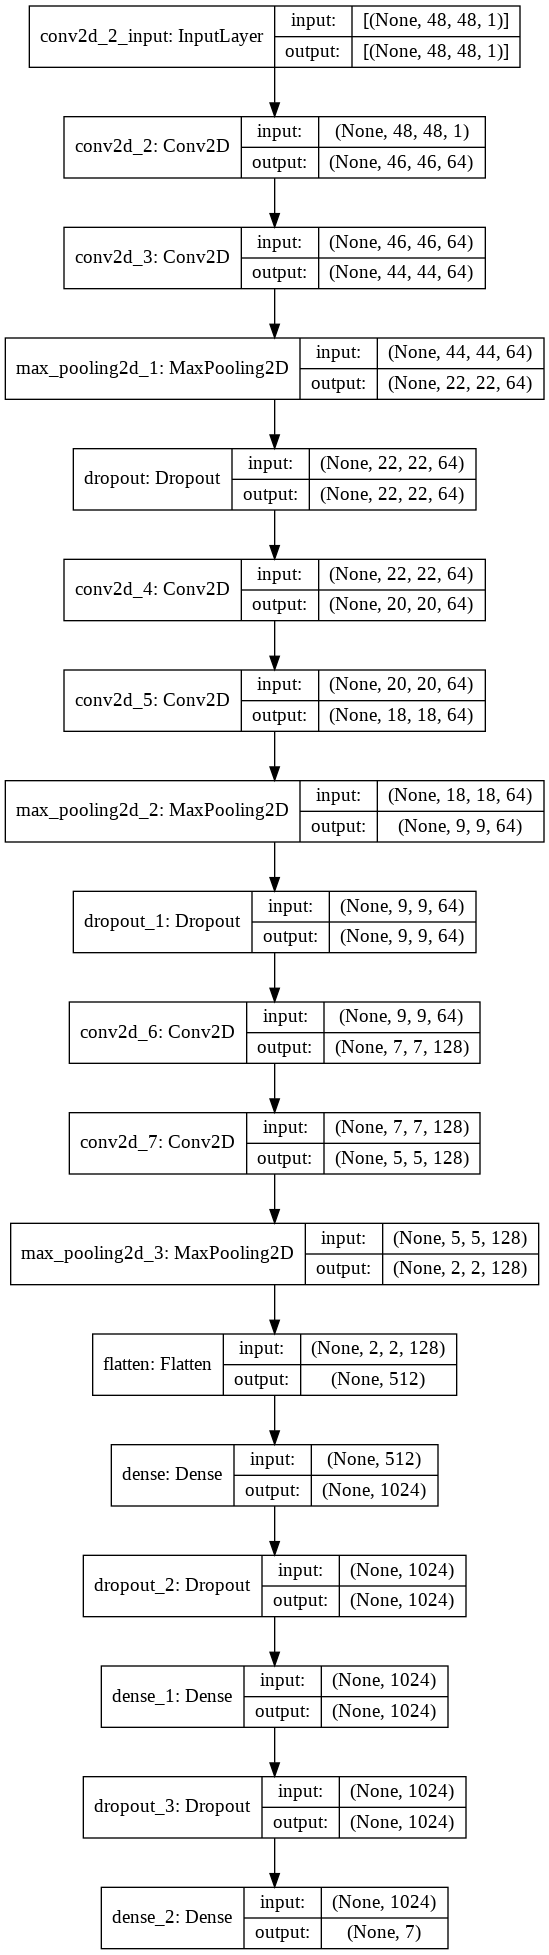 conv2d_2_input: InputLayer
input: [(None, 48, 48, 1)]
output: [(None, 48, 48, 1)]
conv2d_2: Conv2D
input: (None, 48, 48, 1)
output: (None, 46, 46, 64)
conv2d_3: Conv2D
input: (None, 46, 46, 64)
output: (None, 44, 44, 64)
max_pooling2d_1: MaxPooling2D
input: (None, 44, 44, 64)
output: (None, 22, 22, 64)
dropout: Dropout
input: (None, 22, 22, 64)
output: (None, 22, 22, 64)
conv2d_4: Conv2D
input: (None, 22, 22, 64)
output: (None, 20, 20, 64)
conv2d_5: Conv2D
input: (None, 20, 20, 64)
output: (None, 18, 18, 64)
max_pooling2d_2: MaxPooling2D
input: (None, 18, 18, 64)
output: (None, 9, 9, 64)
dropout_1: Dropout
input: (None, 9, 9, 64)
output: (None, 9, 9, 64)
conv2d_6: Conv2D
input: (None, 9, 9, 64)
output: (None, 7, 7, 128)
conv2d_7: Conv2D
input: (None, 7, 7, 128)
output: (None, 5, 5, 128)
max_pooling2d_3: MaxPooling2D
input: (None, 5, 5, 128)
output: (None, 2, 2, 128)
flatten: Flatten
input: (None, 2, 2, 128)
output: (None, 512)
dense: Dense
input: (None, 512)
output: (None, 1024)
dropout_2: Dropout
input: (None, 1024)
output: (None, 1024)
dense_1: Dense
input: (None, 1024)
output: (None, 1024)
dropout_3: Dropout
input: (None, 1024)
output: (None, 1024)
dense_2: Dense
input: (None, 1024)
output: (None, 7)